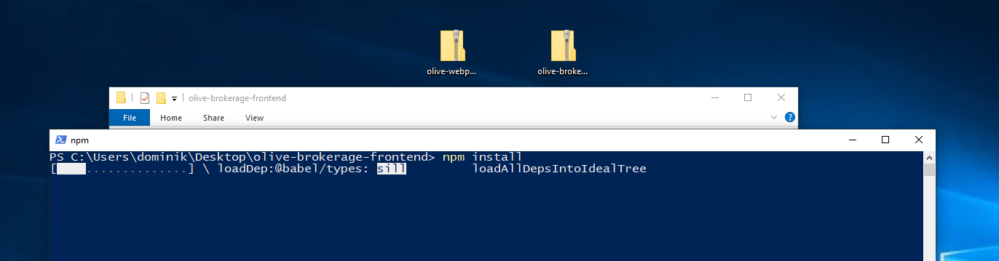 olive-webp...
olive-broke...
olive-brokerage-frontend
File Home Share View
npm
PS C:\Users\dominik\Desktop\olive-brokerage-frontend> npm install
[ ..............] \ loadDep:@babel/types: sill loadAllDepsIntoIdealTree